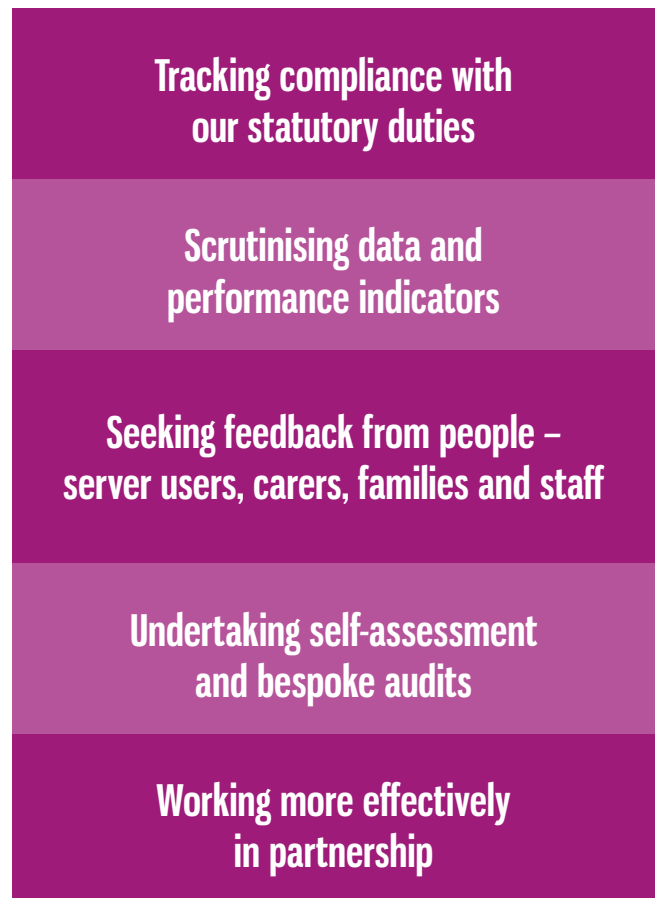 Tracking compliance with
our statutory duties
Scrutinising data and
performance indicators
Seeking feedback from people –
server users, carers, families and staff
Undertaking self-assessment
and bespoke audits
Working more effectively
in partnership